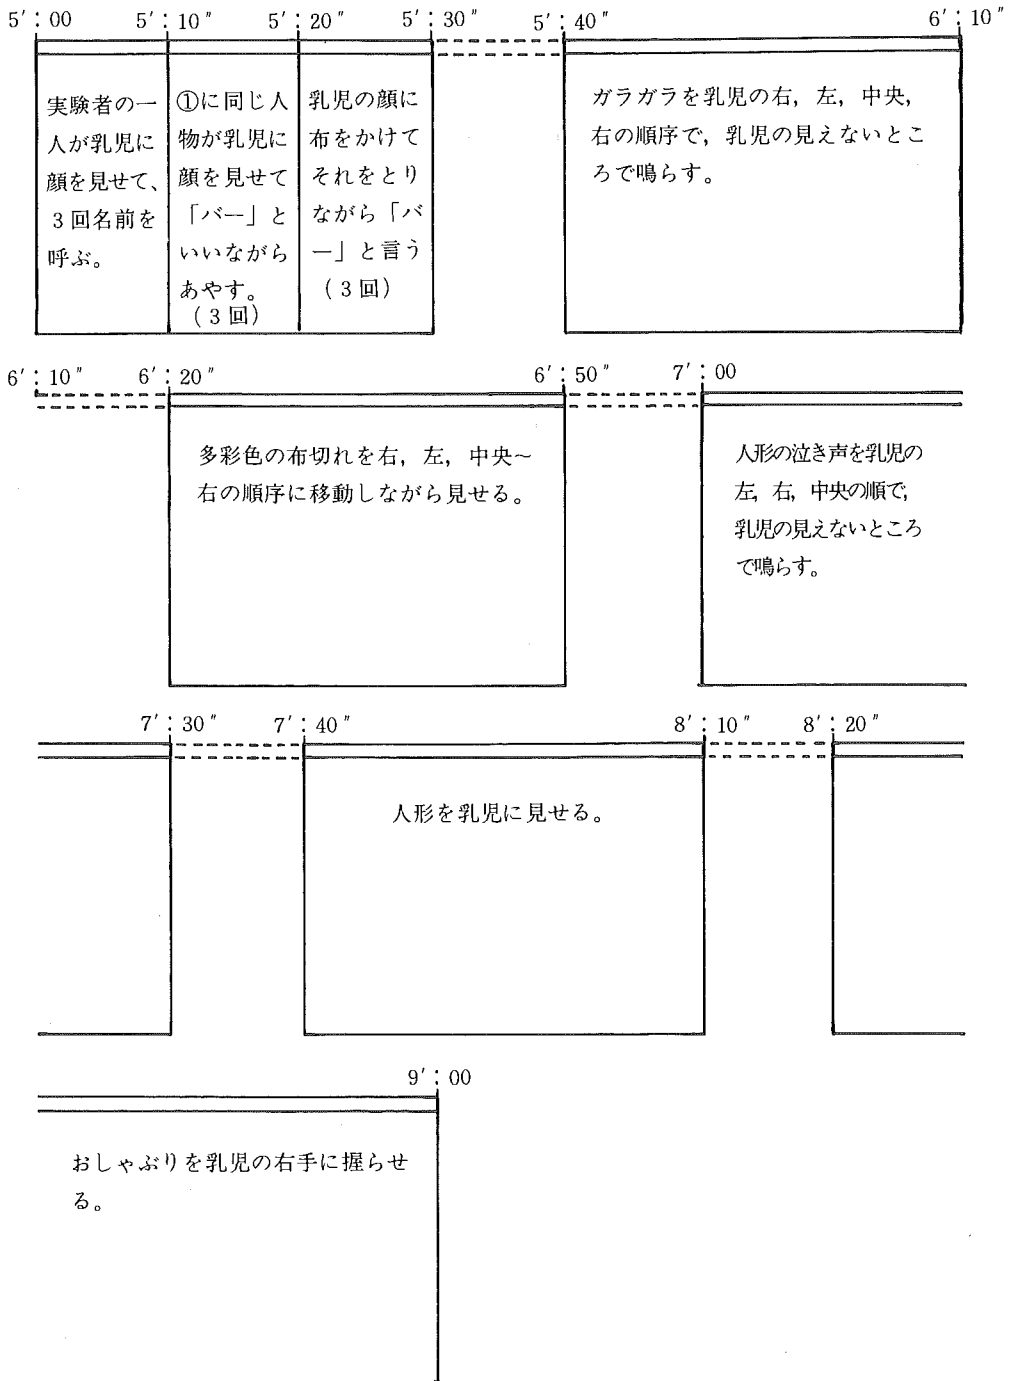 5′：00　5′：10″　5′：20″　5′：30″　5′：40″　6′：10″
実験者の一
人が乳児に
顔を見せて、
3回名前を
呼ぶ。
①に同じ人
物が乳児に
顔を見せて
「バー」と
いいながら
あやす。
（3回）
乳児の顔に
布をかけて
それをとり
ながら「バ
ー」と言う
（3回）
ガラガラを乳児の右，左，中央，
右の順序で，乳児の見えないとこ
ろで鳴らす。
6′：10″　6′：20″　6′：50″　7′：00
多彩色の布切れを右，左，中央～
右の順序に移動しながら見せる。
人形の泣き声を乳児の
左，右，中央の順で，
乳児の見えないところ
で鳴らす。
7′：30″　7′：40″　8′：10″　8′：20″
人形を乳児に見せる。
9′：00
おしゃぶりを乳児の右手に握らせ
る。